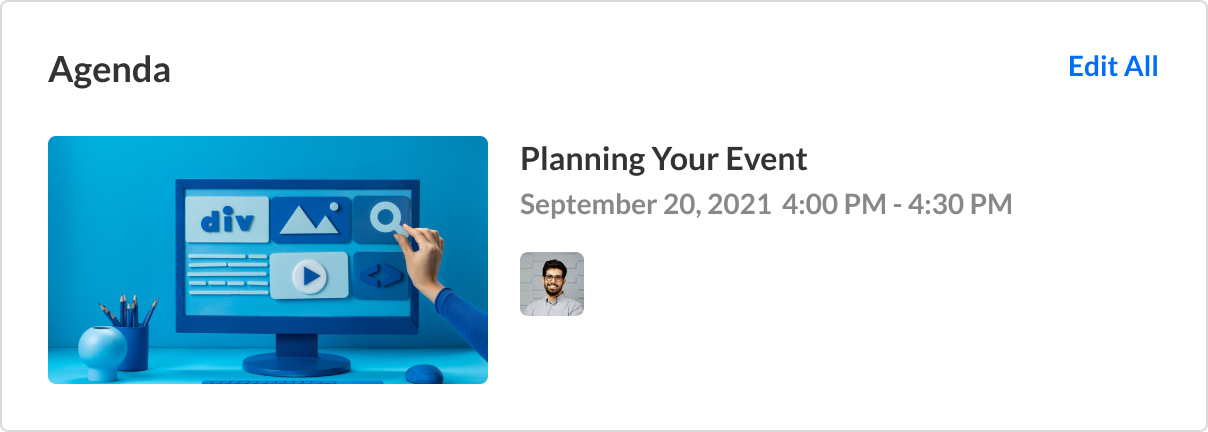 Agenda
Edit All
Planning Your Event
September 20, 2021 4:00 PM - 4:30 PM
div